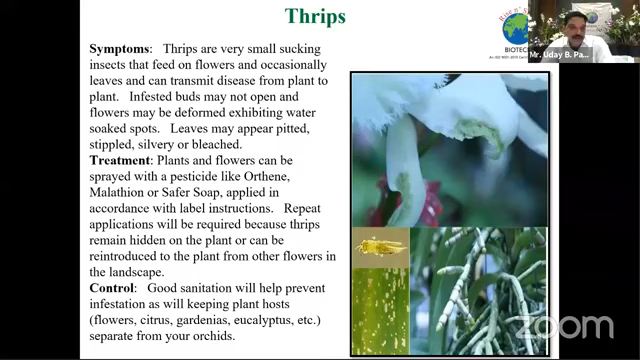 Thrips
Symptoms: Thrips are very small sucking
insects that feed on flowers and occasionally
leaves and can transmit disease from plant to
plant. Infested buds may not open and
flowers may be deformed exhibiting water
soaked spots. Leaves may appear pitted,
stippled, silvery or bleached.
Treatment: Plants and flowers can be
sprayed with a pesticide like Orthene,
Malathion or Safer Soap, applied in
accordance with label instructions. Repeat
applications will be required because thrips
remain hidden on the plant or can be
reintroduced to the plant from other flowers in
the landscape.
Control: Good sanitation will help prevent
infestation as will keeping plant hosts
(flowers, citrus, gardenias, eucalyptus, etc.)
separate from your orchids.
Rise n'
BIOTECH
Mr. Uday B. Pa...
zoom